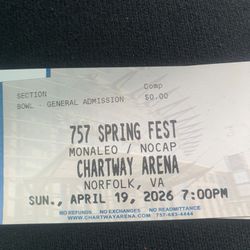 SECTION
Comp
BOWL - GENERAL ADMISSION
$0.00
757 SPRING FEST
MONALEO / NOCAP
CHARTWAY ARENA
NORFOLK, VA
SUN., APRIL 19, 2026 7:00PM
NO REFUNDS NO EXCHANGES NO READMITTANCE
WWW.CHARTWAYARENA.COM • 757-683-4444